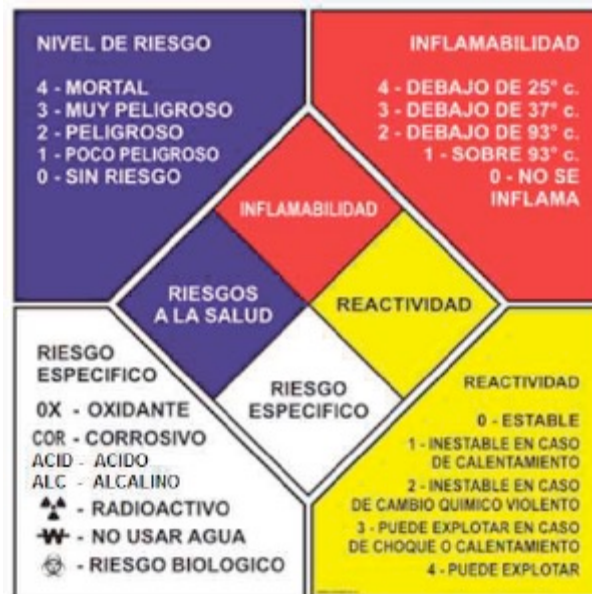 NIVEL DE RIESGO
4 - MORTAL
3 - MUY PELIGROSO
2 - PELIGROSO
1 - POCO PELIGROSO
0 - SIN RIESGO
INFLAMABILIDAD
4 - DEBAJO DE 25° c.
3 - DEBAJO DE 37° c.
2 - DEBAJO DE 93° c.
1 - SOBRE 93° c.
0 - NO SE
INFLAMA
INFLAMABILIDAD
RIESGOS
A LA SALUD
REACTIVIDAD
RIESGO
ESPECIFICO
RIESGO
ESPECIFICO
OX - OXIDANTE
COR - CORROSIVO
ACID - ACIDO
ALC - ALCALINO
- RADIOACTIVO
W - NO USAR AGUA
- RIESGO BIOLOGICO
REACTIVIDAD
0 - ESTABLE
1 - INESTABLE EN CASO
DE CALENTAMIENTO
2 - INESTABLE EN CASO
DE CAMBIO QUIMICO VIOLENTO
3 - PUEDE EXPLOTAR EN CASO
DE CHOQUE O CALENTAMIENTO
4 - PUEDE EXPLOTAR